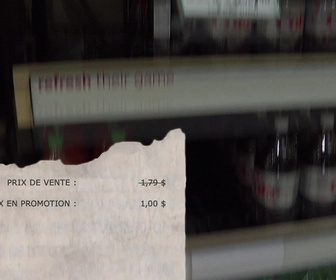 refresh their game
PRIX DE VENTE : 1,79 $
X EN PROMOTION : 1,00 $